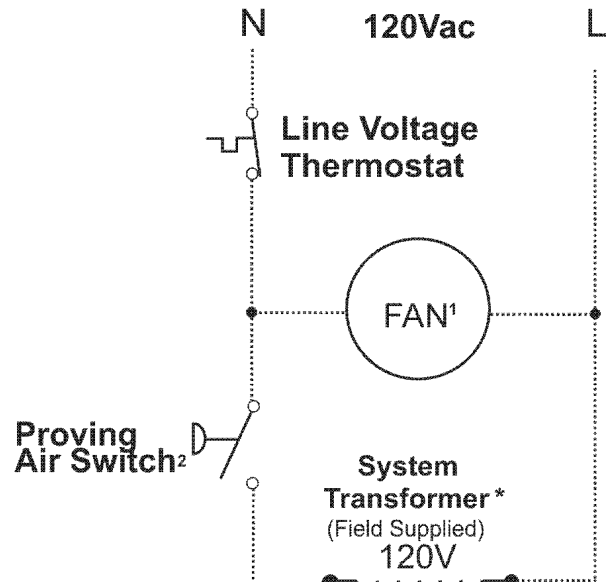 N 120Vac L
Line Voltage
Thermostat
FAN¹
Proving
Air Switch²
System
Transformer*
(Field Supplied)
120V